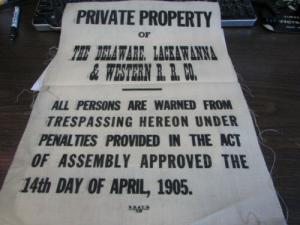 PRIVATE PROPERTY
OF
THE DELAWARE, LACKAWANNA
& WESTERN R. R. CO.
ALL PERSONS ARE WARNED FROM
TRESPASSING HEREON UNDER
PENALTIES PROVIDED IN THE ACT
OF ASSEMBLY APPROVED THE
14th DAY OF APRIL, 1905.